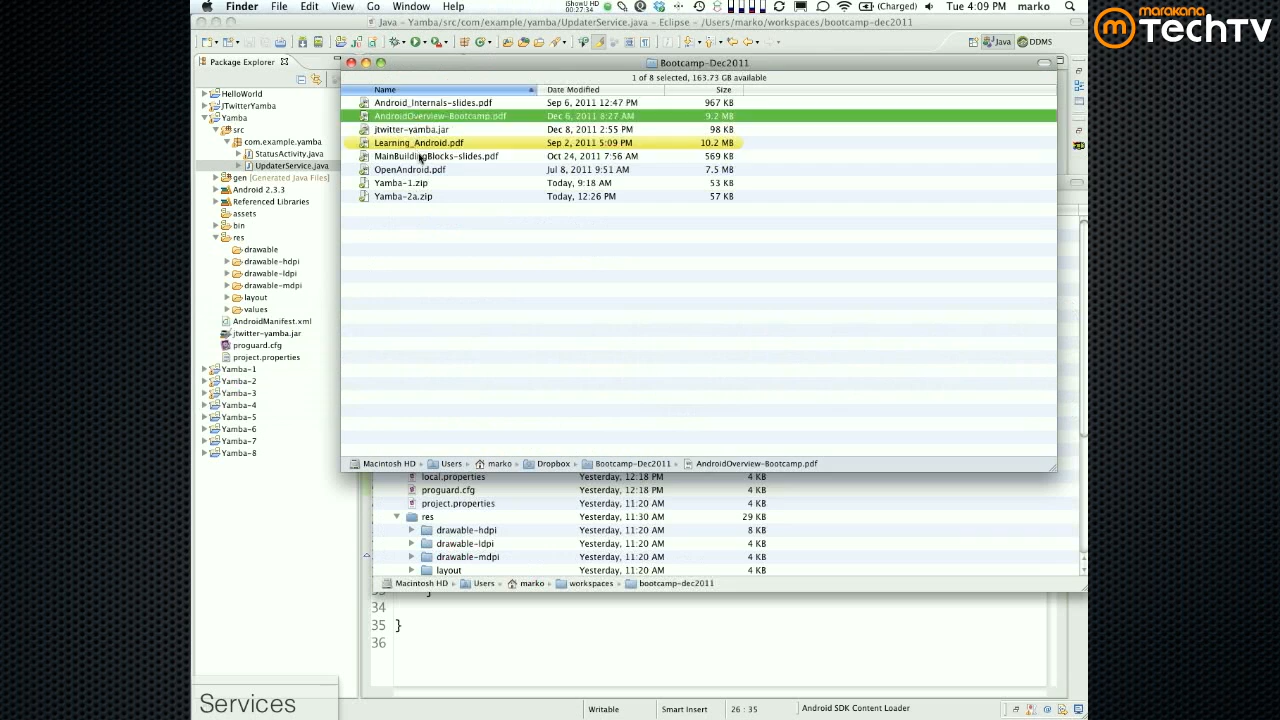 Finder File Edit View Go Window Help iShowU HD 00:27:34 (Charged) Tue 4:09 PM marko
marakana
TechTV
Java - Yamba/src/com/example/yamba/UpdaterService.java - Eclipse - /Users/marko/workspaces/bootcamp-dec2011
Java DDMS
Package Explorer
HelloWorld
JTwitterYamba
Yamba
src
com.example.yamba
StatusActivity.java
UpdaterService.java
gen [Generated Java Files]
Android 2.3.3
Referenced Libraries
assets
bin
res
drawable
drawable-hdpi
drawable-ldpi
drawable-mdpi
layout
values
AndroidManifest.xml
jtwitter-yamba.jar
proguard.cfg
project.properties
Yamba-1
Yamba-2
Yamba-3
Yamba-4
Yamba-5
Yamba-6
Yamba-7
Yamba-8
Bootcamp-Dec2011
1 of 8 selected, 163.73 GB available
Name Date Modified Size
Android_Internals-slides.pdf Sep 6, 2011 12:47 PM 967 KB
AndroidOverview-Bootcamp.pdf Dec 6, 2011 8:27 AM 9.2 MB
jtwitter-yamba.jar Dec 8, 2011 2:55 PM 98 KB
Learning_Android.pdf Sep 2, 2011 5:09 PM 10.2 MB
MainBuildingBlocks-slides.pdf Oct 24, 2011 7:56 AM 569 KB
OpenAndroid.pdf Jul 8, 2011 9:51 AM 7.5 MB
Yamba-1.zip Today, 9:18 AM 53 KB
Yamba-2a.zip Today, 12:26 PM 57 KB
Macintosh HD Users marko Dropbox Bootcamp-Dec2011 AndroidOverview-Bootcamp.pdf
local.properties Yesterday, 12:18 PM 4 KB
proguard.cfg Yesterday, 12:18 PM 4 KB
project.properties Yesterday, 11:20 AM 4 KB
res Yesterday, 11:30 AM 29 KB
drawable-hdpi Yesterday, 11:20 AM 8 KB
drawable-ldpi Yesterday, 11:20 AM 4 KB
drawable-mdpi Yesterday, 11:20 AM 4 KB
layout Yesterday, 11:20 AM 4 KB
Macintosh HD Users marko workspaces bootcamp-dec2011
34
35 }
36
Services
Writable Smart Insert 26 : 35 Android SDK Content Loader